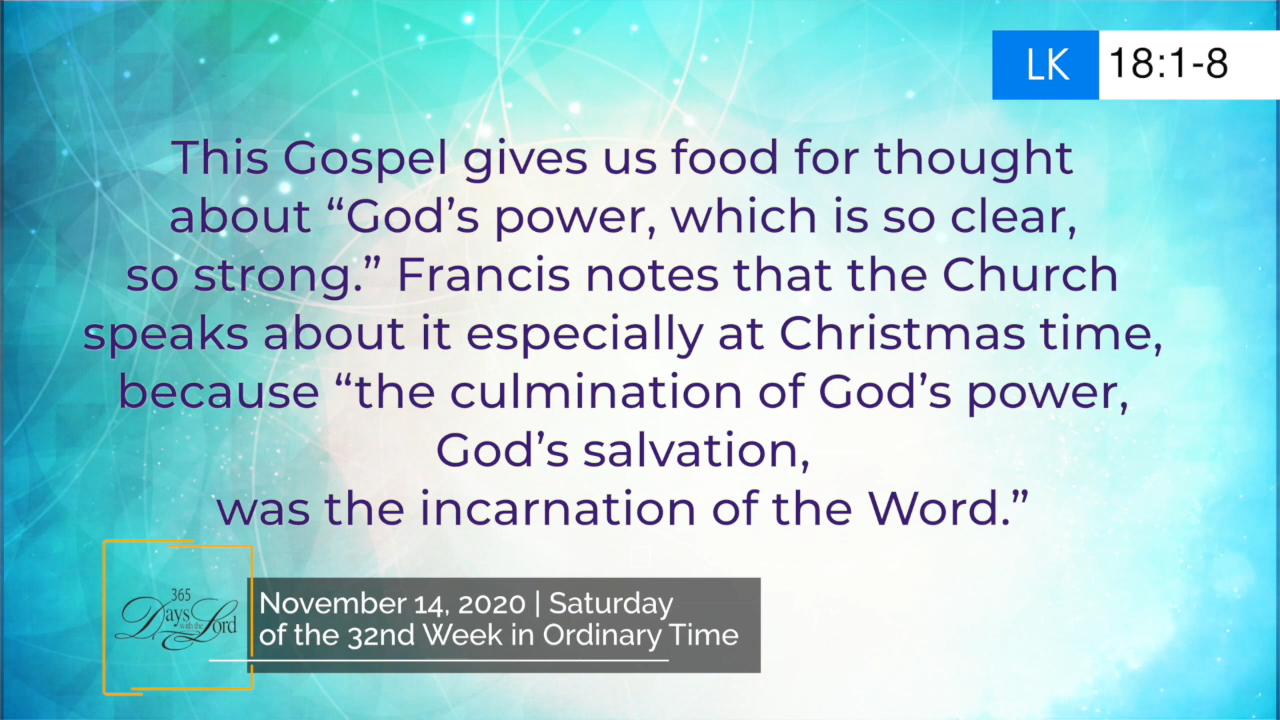 LK 18:1-8
This Gospel gives us food for thought
about “God’s power, which is so clear,
so strong.” Francis notes that the Church
speaks about it especially at Christmas time,
because “the culmination of God’s power,
God’s salvation,
was the incarnation of the Word.”
365
Days with the Lord
November 14, 2020 | Saturday
of the 32nd Week in Ordinary Time